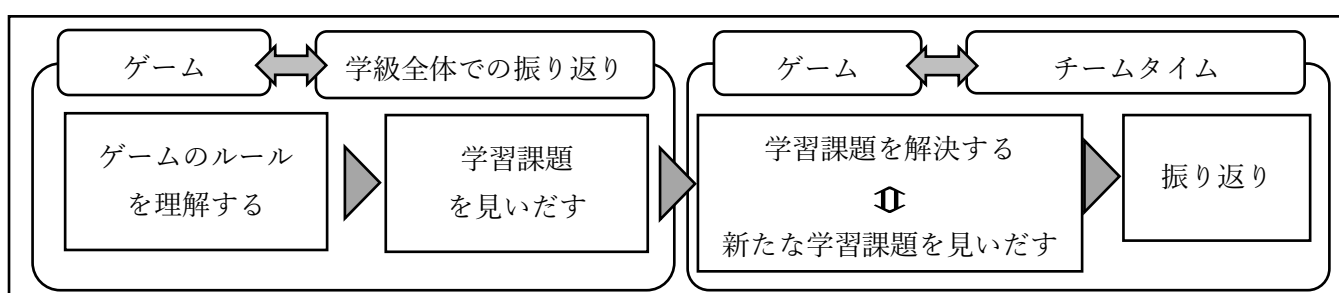 ゲーム
学級全体での振り返り
ゲームのルール
を理解する
学習課題
を見いだす
ゲーム
チームタイム
学習課題を解決する
新たな学習課題を見いだす
振り返り